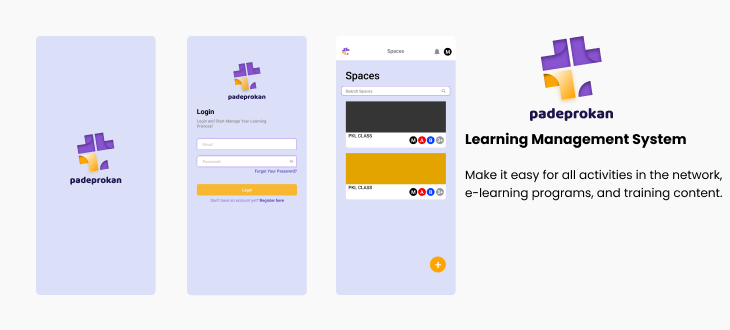 padeprokan
padeprokan
Login
Login and Start Manage Your Learning
Process!
Email
Password
Forgot Your Password?
Login
Don't have an account yet? Register here
Spaces
M
Spaces
Search Spaces
PKL CLASS
M A B 3+
PKL CLASS
M A B 3+
+
padeprokan
Learning Management System
Make it easy for all activities in the network,
e-learning programs, and training content.